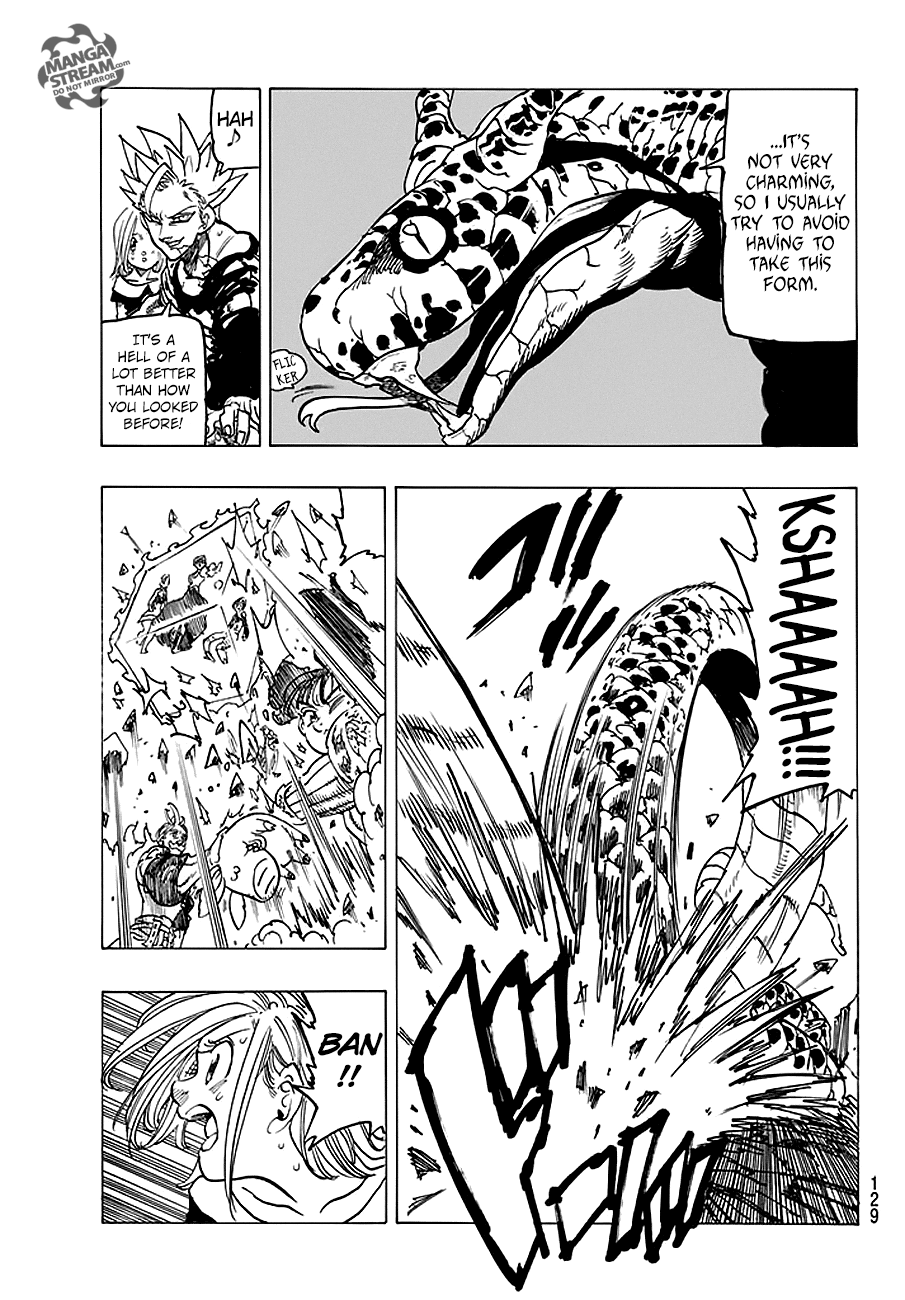 MANGA
STREAM.com
DO NOT MIRROR
...IT'S
NOT VERY
CHARMING,
SO I USUALLY
TRY TO AVOID
HAVING TO
TAKE THIS
FORM.
FLIC
KER
HAH
♪
IT'S A
HELL OF A
LOT BETTER
THAN HOW
YOU LOOKED
BEFORE!
KSHAAAAH!!!!
BAN
!!
129